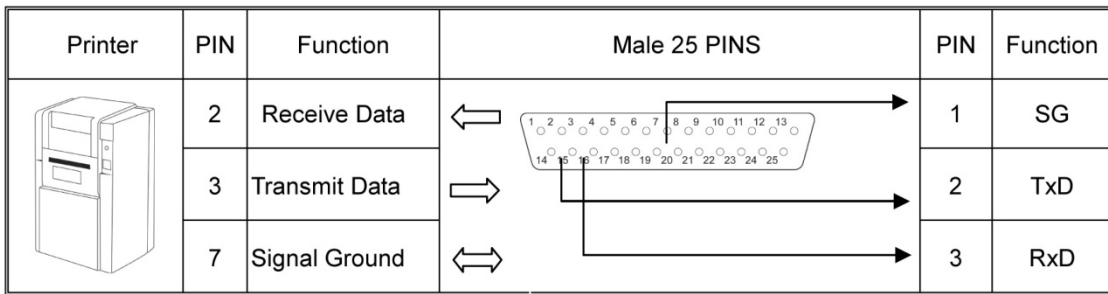 Printer PIN Function Male 25 PINS PIN Function
2 Receive Data 1 SG
1 2 3 4 5 6 7 8 9 10 11 12 13
14 15 16 17 18 19 20 21 22 23 24 25
3 Transmit Data 2 TxD
7 Signal Ground 3 RxD